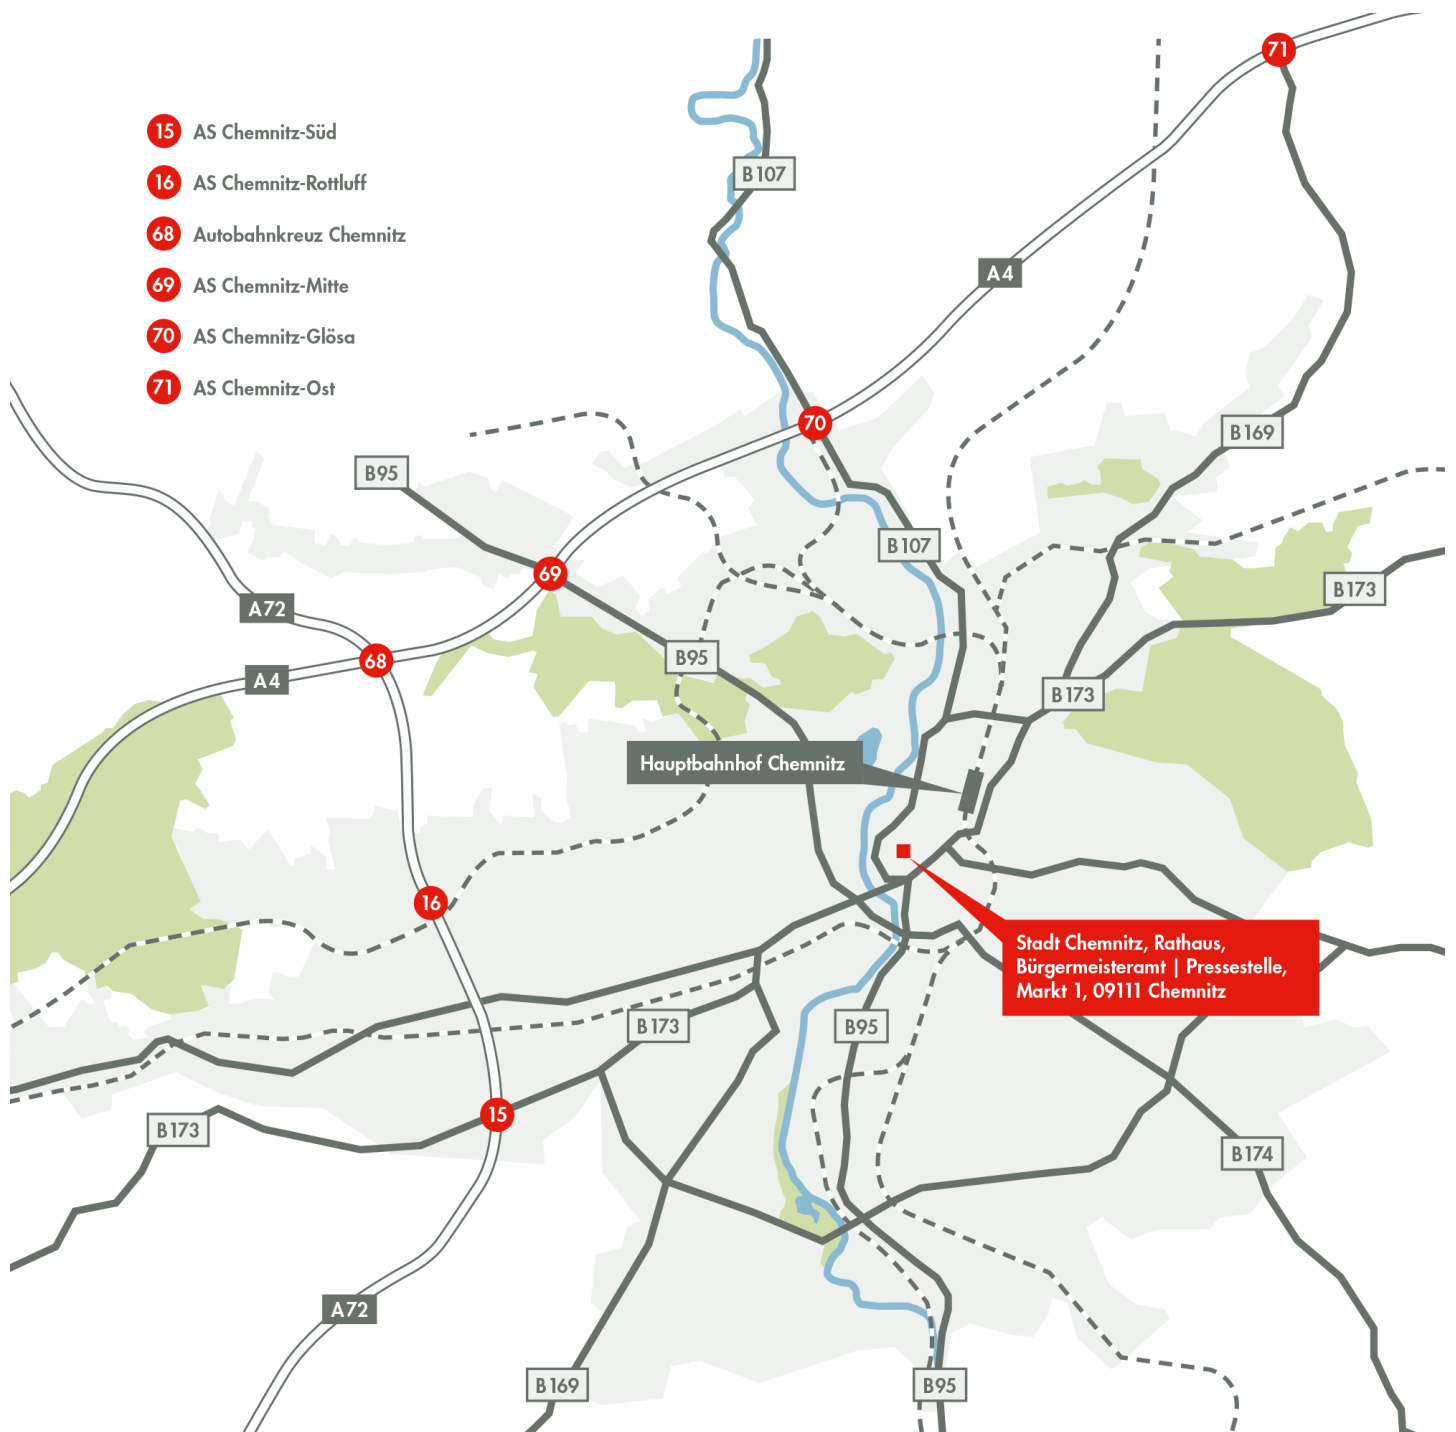 71
15 AS Chemnitz-Süd
16 AS Chemnitz-Rottluff
68 Autobahnkreuz Chemnitz
69 AS Chemnitz-Mitte
70 AS Chemnitz-Glösa
71 AS Chemnitz-Ost
B107
A4
70
B169
B95
B107
69
B173
A72
B95
68
A4
B173
Hauptbahnhof Chemnitz
16
Stadt Chemnitz, Rathaus,
Bürgermeisteramt | Pressestelle,
Markt 1, 09111 Chemnitz
B173
B95
15
B173
B174
A72
B169
B95